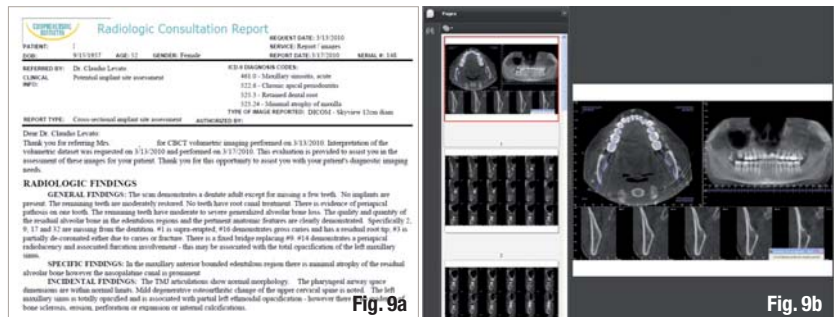 COMPREHENSIVE
Radiologic Consultation Report
REQUEST DATE: 3/13/2010
PATIENT:
SERVICE: Report / images
DOB: 9/15/1957 AGE: 52 GENDER: Female REPORT DATE: 3/17/2010 SERIAL #: 148
REFERRED BY: Dr. Claudio Levato ICD 9 DIAGNOSIS CODES:
CLINICAL INFO: Potential implant site assessment
461.0 - Maxillary sinusitis, acute
522.6 - Chronic apical periodontitis
525.3 - Retained dental root
525.24 - Minimal atrophy of maxilla
TYPE OF IMAGE REPORTED: DICOM - Skyview 12cm diam
REPORT TYPE: Cross-sectional implant site assessment AUTHORIZED BY:
Dear Dr. Claudio Levato:
Thank you for referring Mrs. for CBCT volumetric imaging performed on 3/13/2010. Interpretation of the
volumetric dataset was requested on 3/13/2010 and performed on 3/17/2010. This evaluation is provided to assist you in the
assessment of these images for your patient. Thank you for this opportunity to assist you with your patient's diagnostic imaging
needs.
RADIOLOGIC FINDINGS
GENERAL FINDINGS: The scan demonstrates a dentate adult except for missing a few teeth. No implants are
present. The remaining teeth are moderately restored. No teeth have root canal treatment. There is evidence of periapical
pathosis on one tooth. The remaining teeth have moderate to severe generalized alveolar bone loss. The quality and quantity of
the residual alveolar bone in the edentulous regions and the pertinent anatomic features are clearly demonstrated. Specifically 2,
9, 17 and 32 are missing from the dentition. #1 is supra-erupted, #16 demonstrates gross caries and has a residual root tip. #3 is
partially de-coronated either due to caries or fracture. There is a fixed bridge replacing #9. #14 demonstrates a periapical
radiolucency and associated furcation involvement - this may be associated with the total opacification of the left maxillary
sinus.
SPECIFIC FINDINGS: In the maxillary anterior bounded edentulous region there is minimal atrophy of the residual
alveolar bone however the nasopalatine canal is prominent
INCIDENTAL FINDINGS: The TMJ articulations show normal morphology. The pharyngeal airway space
dimensions are within normal limits. Mild degenerative osteoarthritic change of the upper cervical spine is noted. The left
maxillary sinus is totally opacified and is associated with partial left ethmoidal opacification - however there
bone sclerosis, erosion, perforation or expansion or internal calcifications.
Fig. 9a
Pages
1
2
Fig. 9b